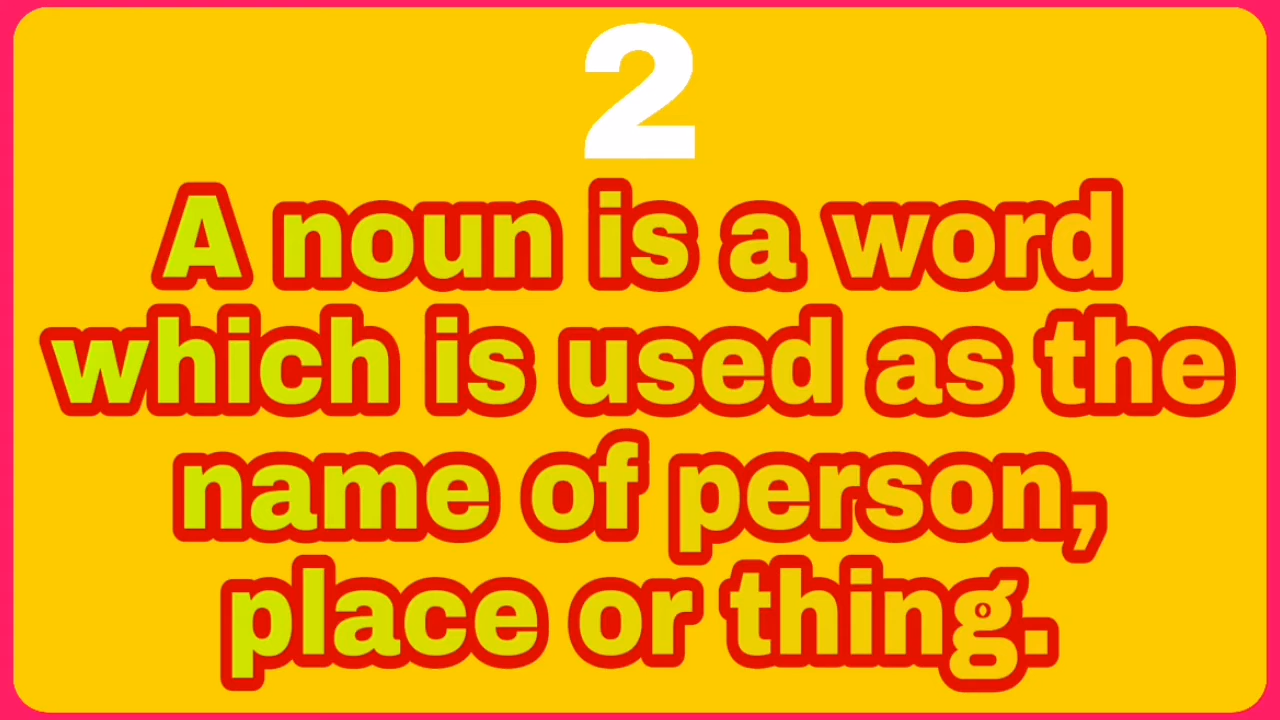 2
A noun is a word
which is used as the
name of person,
place or thing.